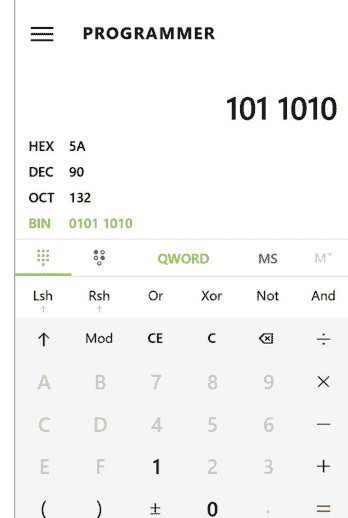 PROGRAMMER
101 1010
HEX 5A
DEC 90
OCT 132
BIN 0101 1010
QWORD MS M˅
Lsh Rsh Or Xor Not And
↑ Mod CE C ⌫ ÷
A B 7 8 9 ×
C D 4 5 6 −
E F 1 2 3 +
( ) ± 0 . =